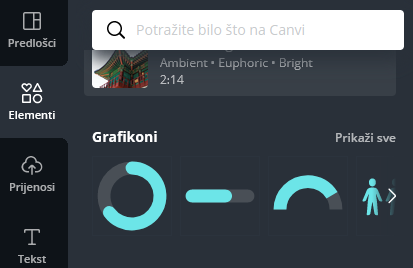 Predlošci
Potražite bilo što na Canvi
Ambient • Euphoric • Bright
2:14
Elementi
Grafikoni
Prikaži sve
Prijenosi
Tekst